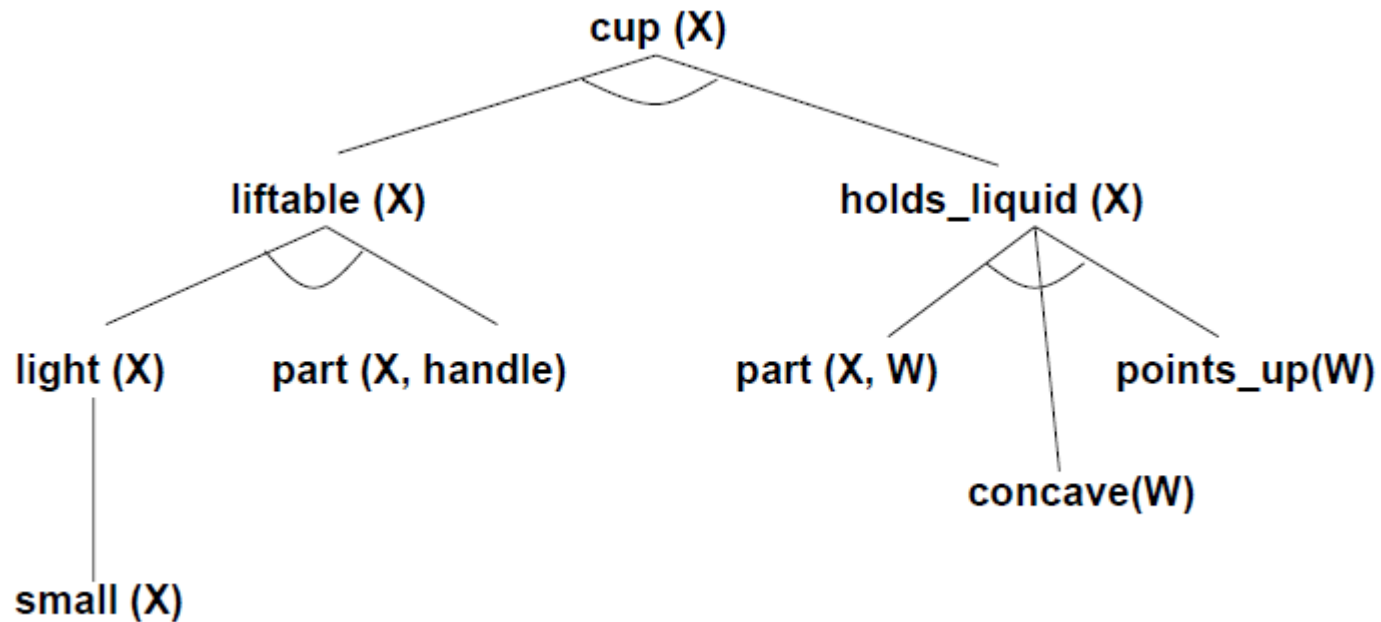 cup (X)
liftable (X) holds_liquid (X)
light (X) part (X, handle) part (X, W) points_up(W)
concave(W)
small (X)